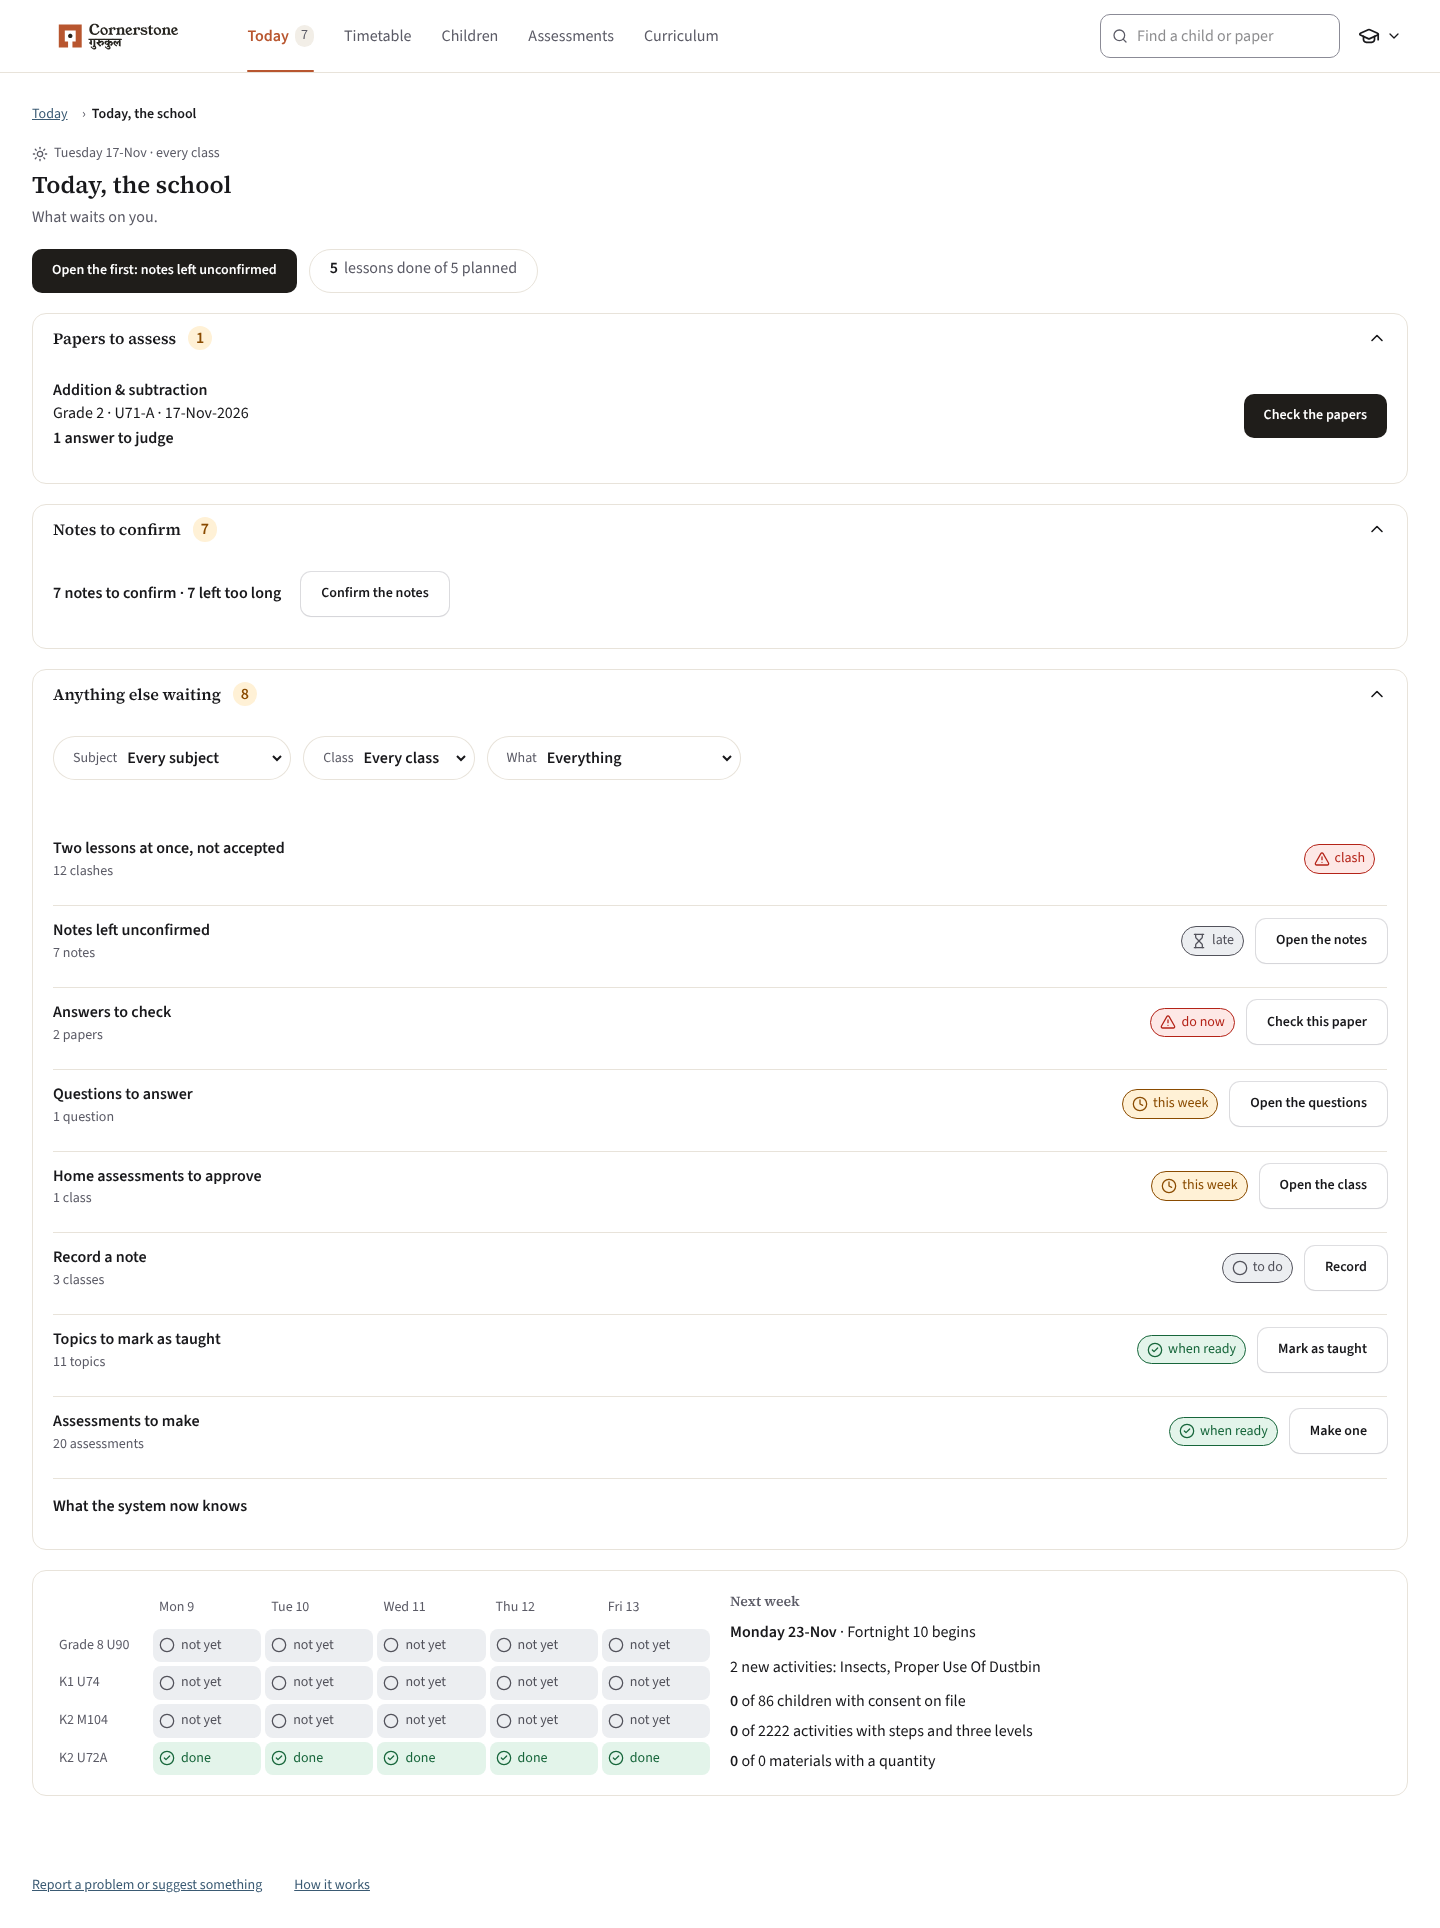 Cornerstone
गुरुकुल
Today 7 Timetable Children Assessments Curriculum
Find a child or paper
Today › Today, the school
Tuesday 17-Nov · every class
Today, the school
What waits on you.
Open the first: notes left unconfirmed
5 lessons done of 5 planned
Papers to assess 1
Addition & subtraction
Grade 2 · U71-A · 17-Nov-2026
1 answer to judge
Check the papers
Notes to confirm 7
7 notes to confirm · 7 left too long
Confirm the notes
Anything else waiting 8
Subject Every subject
Class Every class
What Everything
Two lessons at once, not accepted
12 clashes
clash
Notes left unconfirmed
7 notes
late
Open the notes
Answers to check
2 papers
do now
Check this paper
Questions to answer
1 question
this week
Open the questions
Home assessments to approve
1 class
this week
Open the class
Record a note
3 classes
to do
Record
Topics to mark as taught
11 topics
when ready
Mark as taught
Assessments to make
20 assessments
when ready
Make one
What the system now knows
Mon 9 Tue 10 Wed 11 Thu 12 Fri 13
Grade 8 U90 not yet not yet not yet not yet not yet
K1 U74 not yet not yet not yet not yet not yet
K2 M104 not yet not yet not yet not yet not yet
K2 U72A done done done done done
Next week
Monday 23-Nov · Fortnight 10 begins
2 new activities: Insects, Proper Use Of Dustbin
0 of 86 children with consent on file
0 of 2222 activities with steps and three levels
0 of 0 materials with a quantity
Report a problem or suggest something
How it works